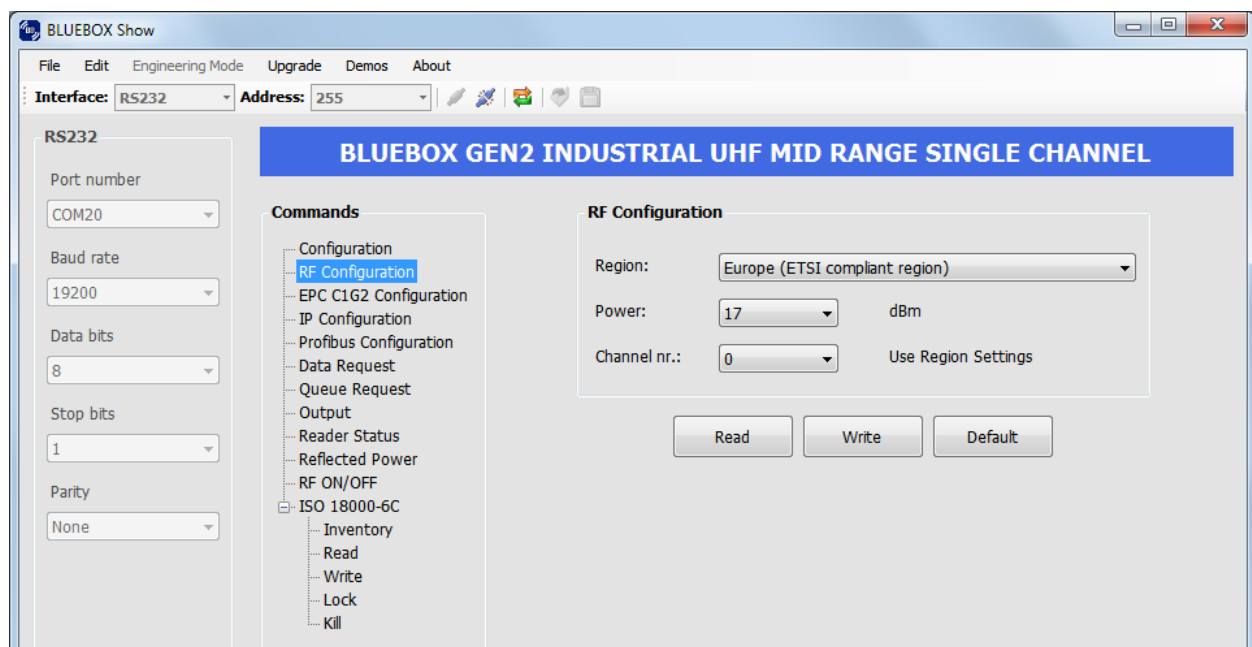 BLUEBOX Show
File Edit Engineering Mode Upgrade Demos About
Interface: RS232 Address: 255
RS232
Port number
COM20
Baud rate
19200
Data bits
8
Stop bits
1
Parity
None
BLUEBOX GEN2 INDUSTRIAL UHF MID RANGE SINGLE CHANNEL
Commands
Configuration
RF Configuration
EPC C1G2 Configuration
IP Configuration
Profibus Configuration
Data Request
Queue Request
Output
Reader Status
Reflected Power
RF ON/OFF
ISO 18000-6C
Inventory
Read
Write
Lock
Kill
RF Configuration
Region: Europe (ETSI compliant region)
Power: 17 dBm
Channel nr.: 0 Use Region Settings
Read Write Default